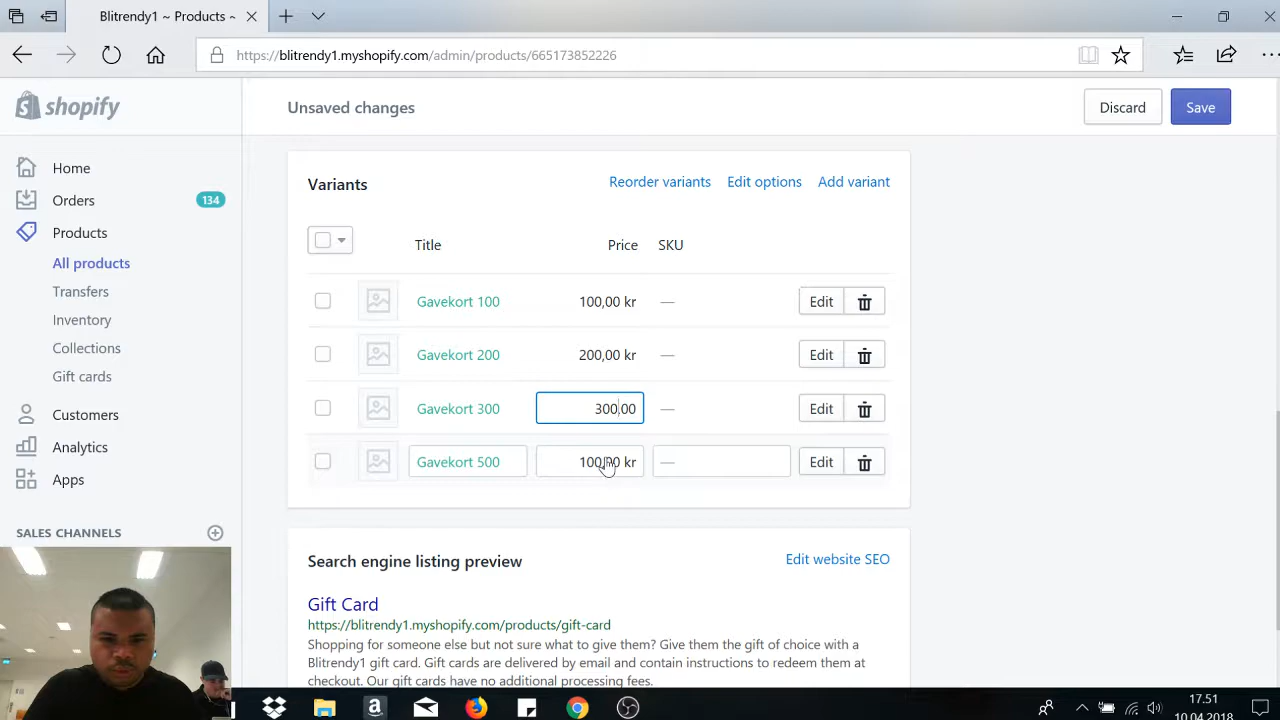 Blitrendy1 ~ Products ~
https://blitrendy1.myshopify.com/admin/products/665173852226
shopify
Unsaved changes
Discard
Save
Home
Orders
134
Products
All products
Transfers
Inventory
Collections
Gift cards
Customers
Analytics
Apps
SALES CHANNELS
Variants
Reorder variants
Edit options
Add variant
Title
Price
SKU
Gavekort 100
100,00 kr
—
Edit
Gavekort 200
200,00 kr
—
Edit
Gavekort 300
300,00
—
Edit
Gavekort 500
100,00 kr
—
Edit
Search engine listing preview
Edit website SEO
Gift Card
https://blitrendy1.myshopify.com/products/gift-card
Shopping for someone else but not sure what to give them? Give them the gift of choice with a
Blitrendy1 gift card. Gift cards are delivered by email and contain instructions to redeem them at
checkout. Our gift cards have no additional processing fees.
17.51
10.04.2018